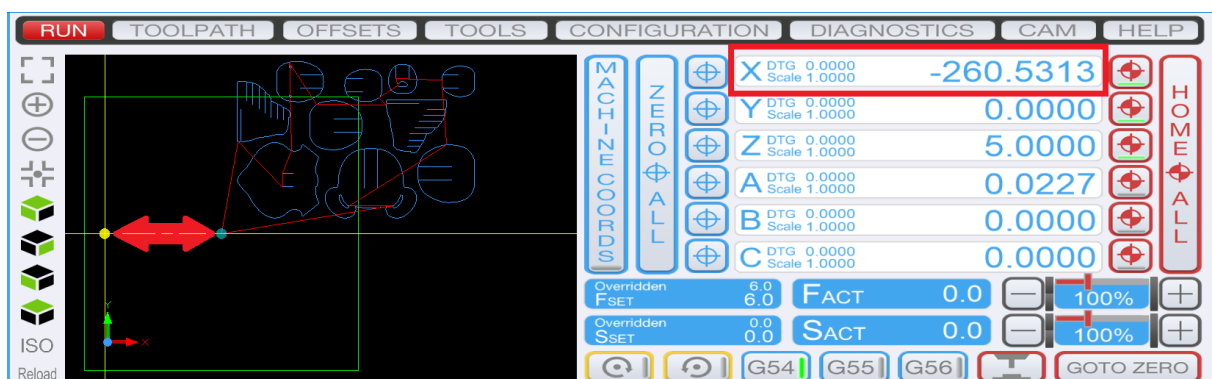 RUN TOOLPATH OFFSETS TOOLS CONFIGURATION DIAGNOSTICS CAM HELP
MACHINE COORDS
ZERO ALL
X DTG 0.0000 Scale 1.0000 -260.5313
Y DTG 0.0000 Scale 1.0000 0.0000
Z DTG 0.0000 Scale 1.0000 5.0000
A DTG 0.0000 Scale 1.0000 0.0227
B DTG 0.0000 Scale 1.0000 0.0000
C DTG 0.0000 Scale 1.0000 0.0000
HOME ALL
Overridden 6.0
FSET 6.0 FACT 0.0 100%
Overridden 0.0
SSET 0.0 SACT 0.0 100%
G54 G55 G56 GOTO ZERO
Y
X
ISO
Reload